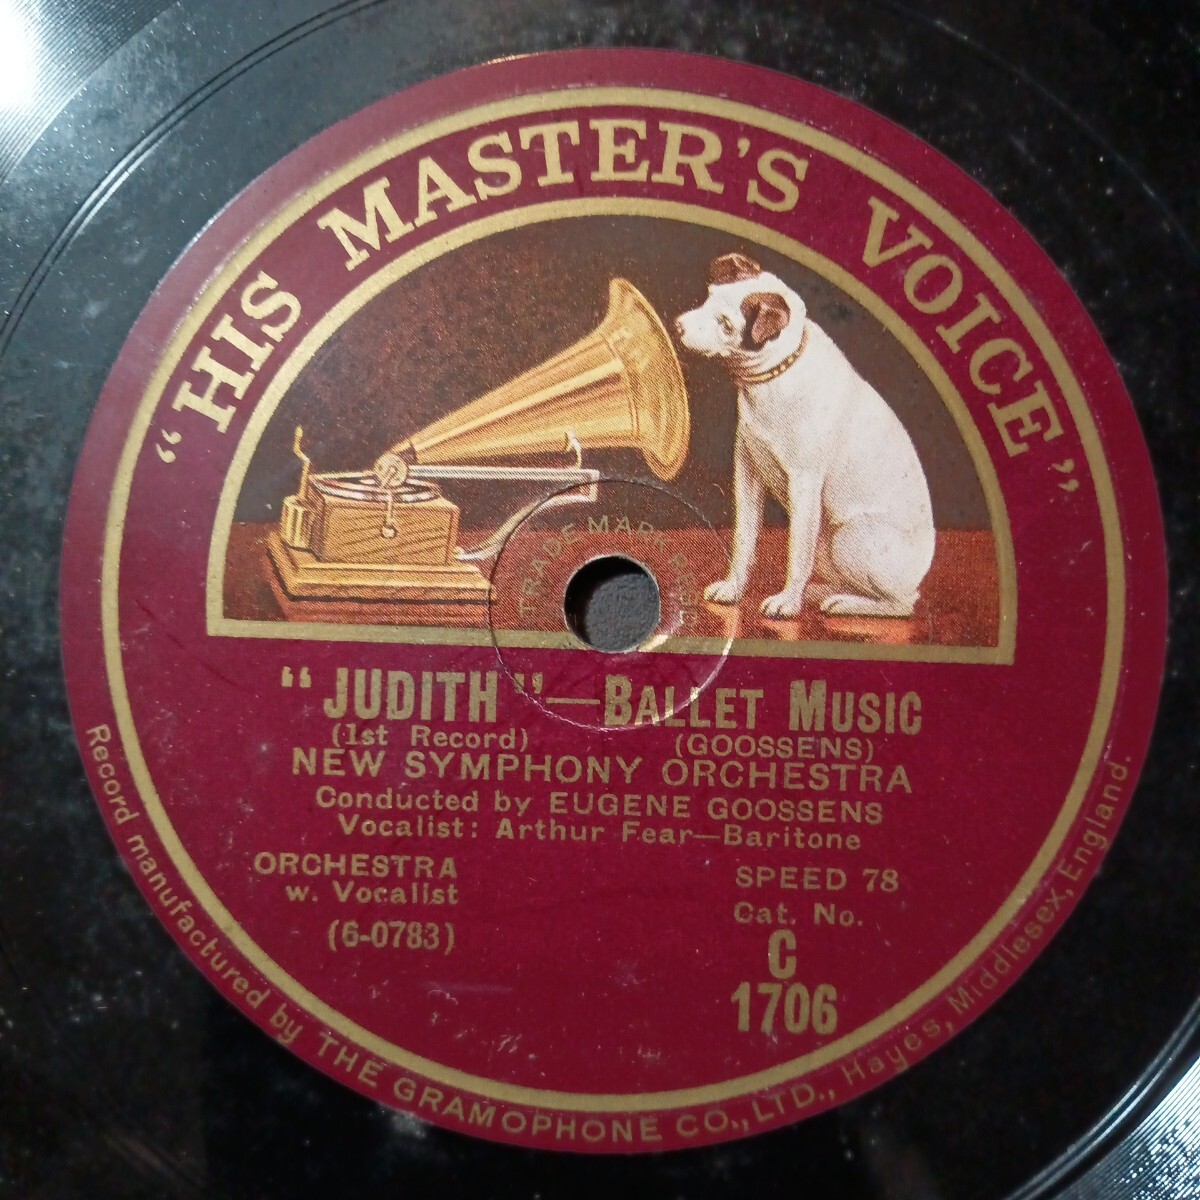 “HIS MASTER'S VOICE”
TRADE MARK REGD
“JUDITH”—BALLET MUSIC
(1st Record) (GOOSSENS)
NEW SYMPHONY ORCHESTRA
Conducted by EUGENE GOOSSENS
Vocalist: Arthur Fear—Baritone
ORCHESTRA
w. Vocalist
(6-0783)
SPEED 78
Cat. No.
C
1706
Record manufactured by THE GRAMOPHONE CO., LTD., Hayes, Middlesex, England.